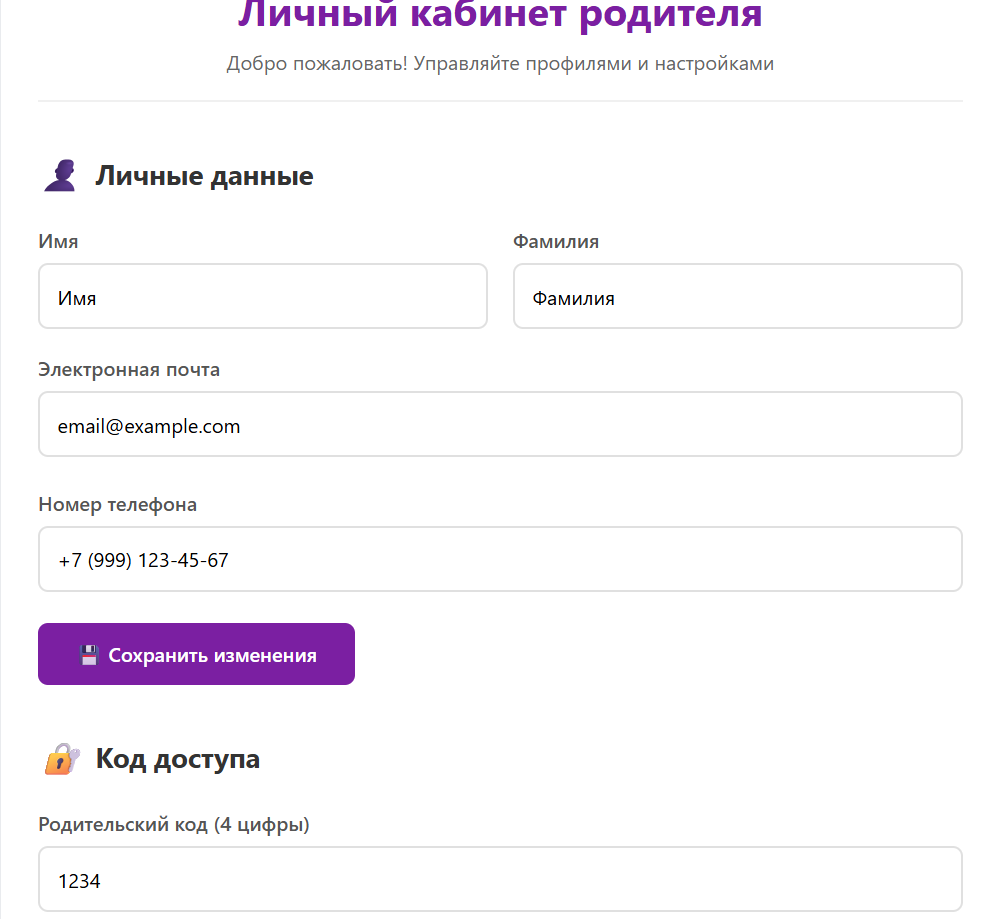 Личный кабинет родителя
Добро пожаловать! Управляйте профилями и настройками
Личные данные
Имя
Фамилия
Имя
Фамилия
Электронная почта
email@example.com
Номер телефона
+7 (999) 123-45-67
Сохранить изменения
Код доступа
Родительский код (4 цифры)
1234